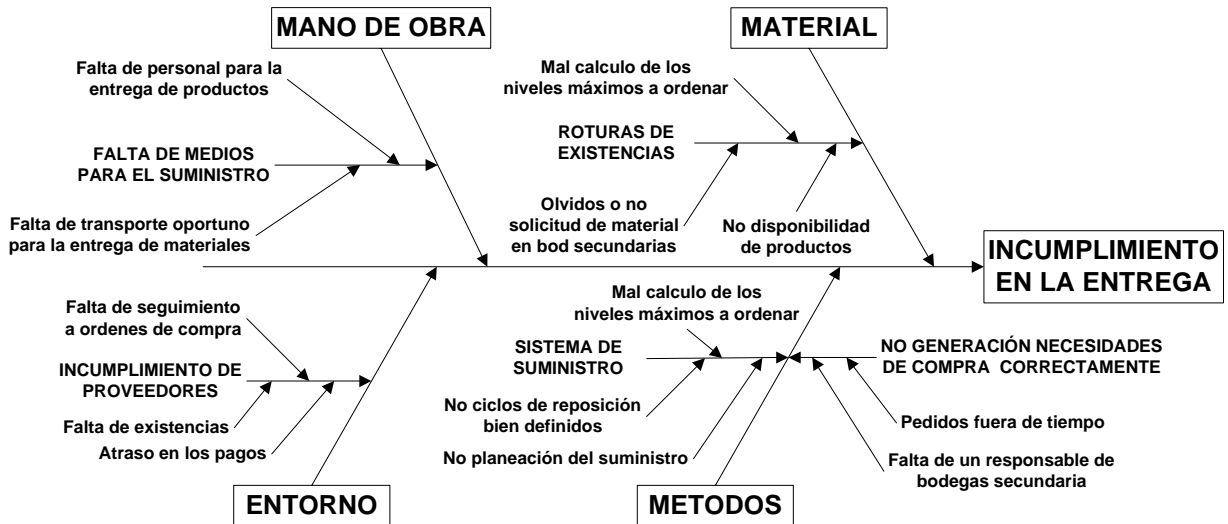 MANO DE OBRA
MATERIAL
Falta de personal para la
entrega de productos
Mal calculo de los
niveles máximos a ordenar
FALTA DE MEDIOS
PARA EL SUMINISTRO
ROTURAS DE
EXISTENCIAS
Falta de transporte oportuno
para la entrega de materiales
Olvidos o no
solicitud de material
en bod secundarias
No disponibilidad
de productos
INCUMPLIMIENTO
EN LA ENTREGA
Falta de seguimiento
a ordenes de compra
Mal calculo de los
niveles máximos a ordenar
INCUMPLIMIENTO DE
PROVEEDORES
SISTEMA DE
SUMINISTRO
NO GENERACIÓN NECESIDADES
DE COMPRA CORRECTAMENTE
Falta de existencias
Atraso en los pagos
No ciclos de reposición
bien definidos
No planeación del suministro
Pedidos fuera de tiempo
Falta de un responsable de
bodegas secundaria
ENTORNO
METODOS